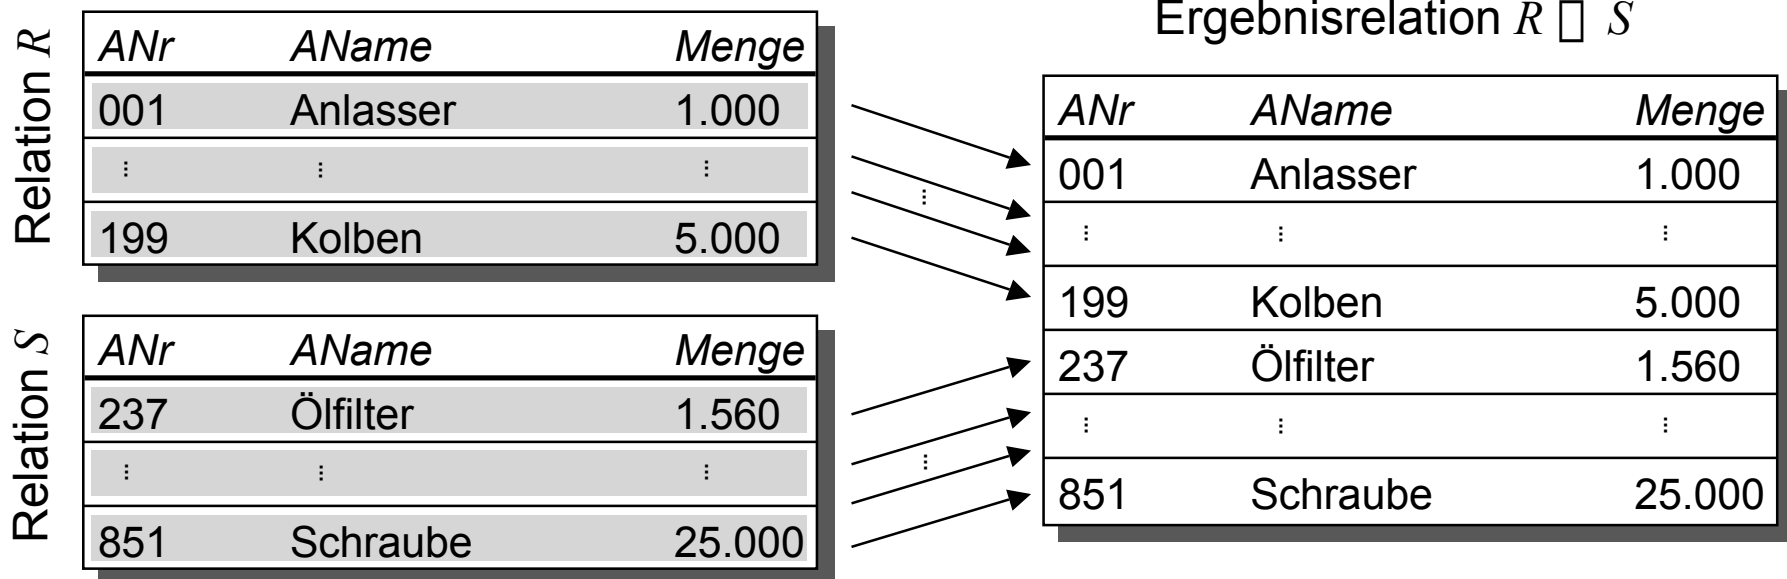 Relation R
ANr AName Menge
001 Anlasser 1.000
⋮ ⋮ ⋮
199 Kolben 5.000
Relation S
ANr AName Menge
237 Ölfilter 1.560
⋮ ⋮ ⋮
851 Schraube 25.000
⋮
⋮
Ergebnisrelation R □ S
ANr AName Menge
001 Anlasser 1.000
⋮ ⋮ ⋮
199 Kolben 5.000
237 Ölfilter 1.560
⋮ ⋮ ⋮
851 Schraube 25.000